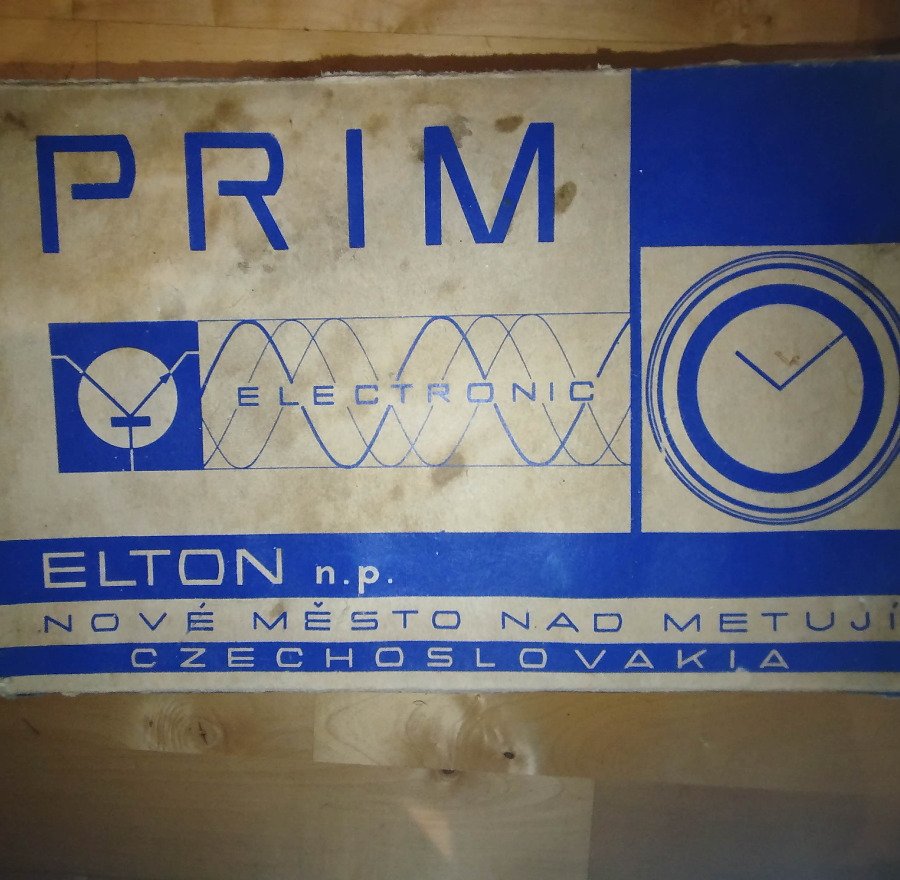 PRIM
ELECTRONIC
ELTON n.p.
NOVÉ MĚSTO NAD METUJÍ
CZECHOSLOVAKIA